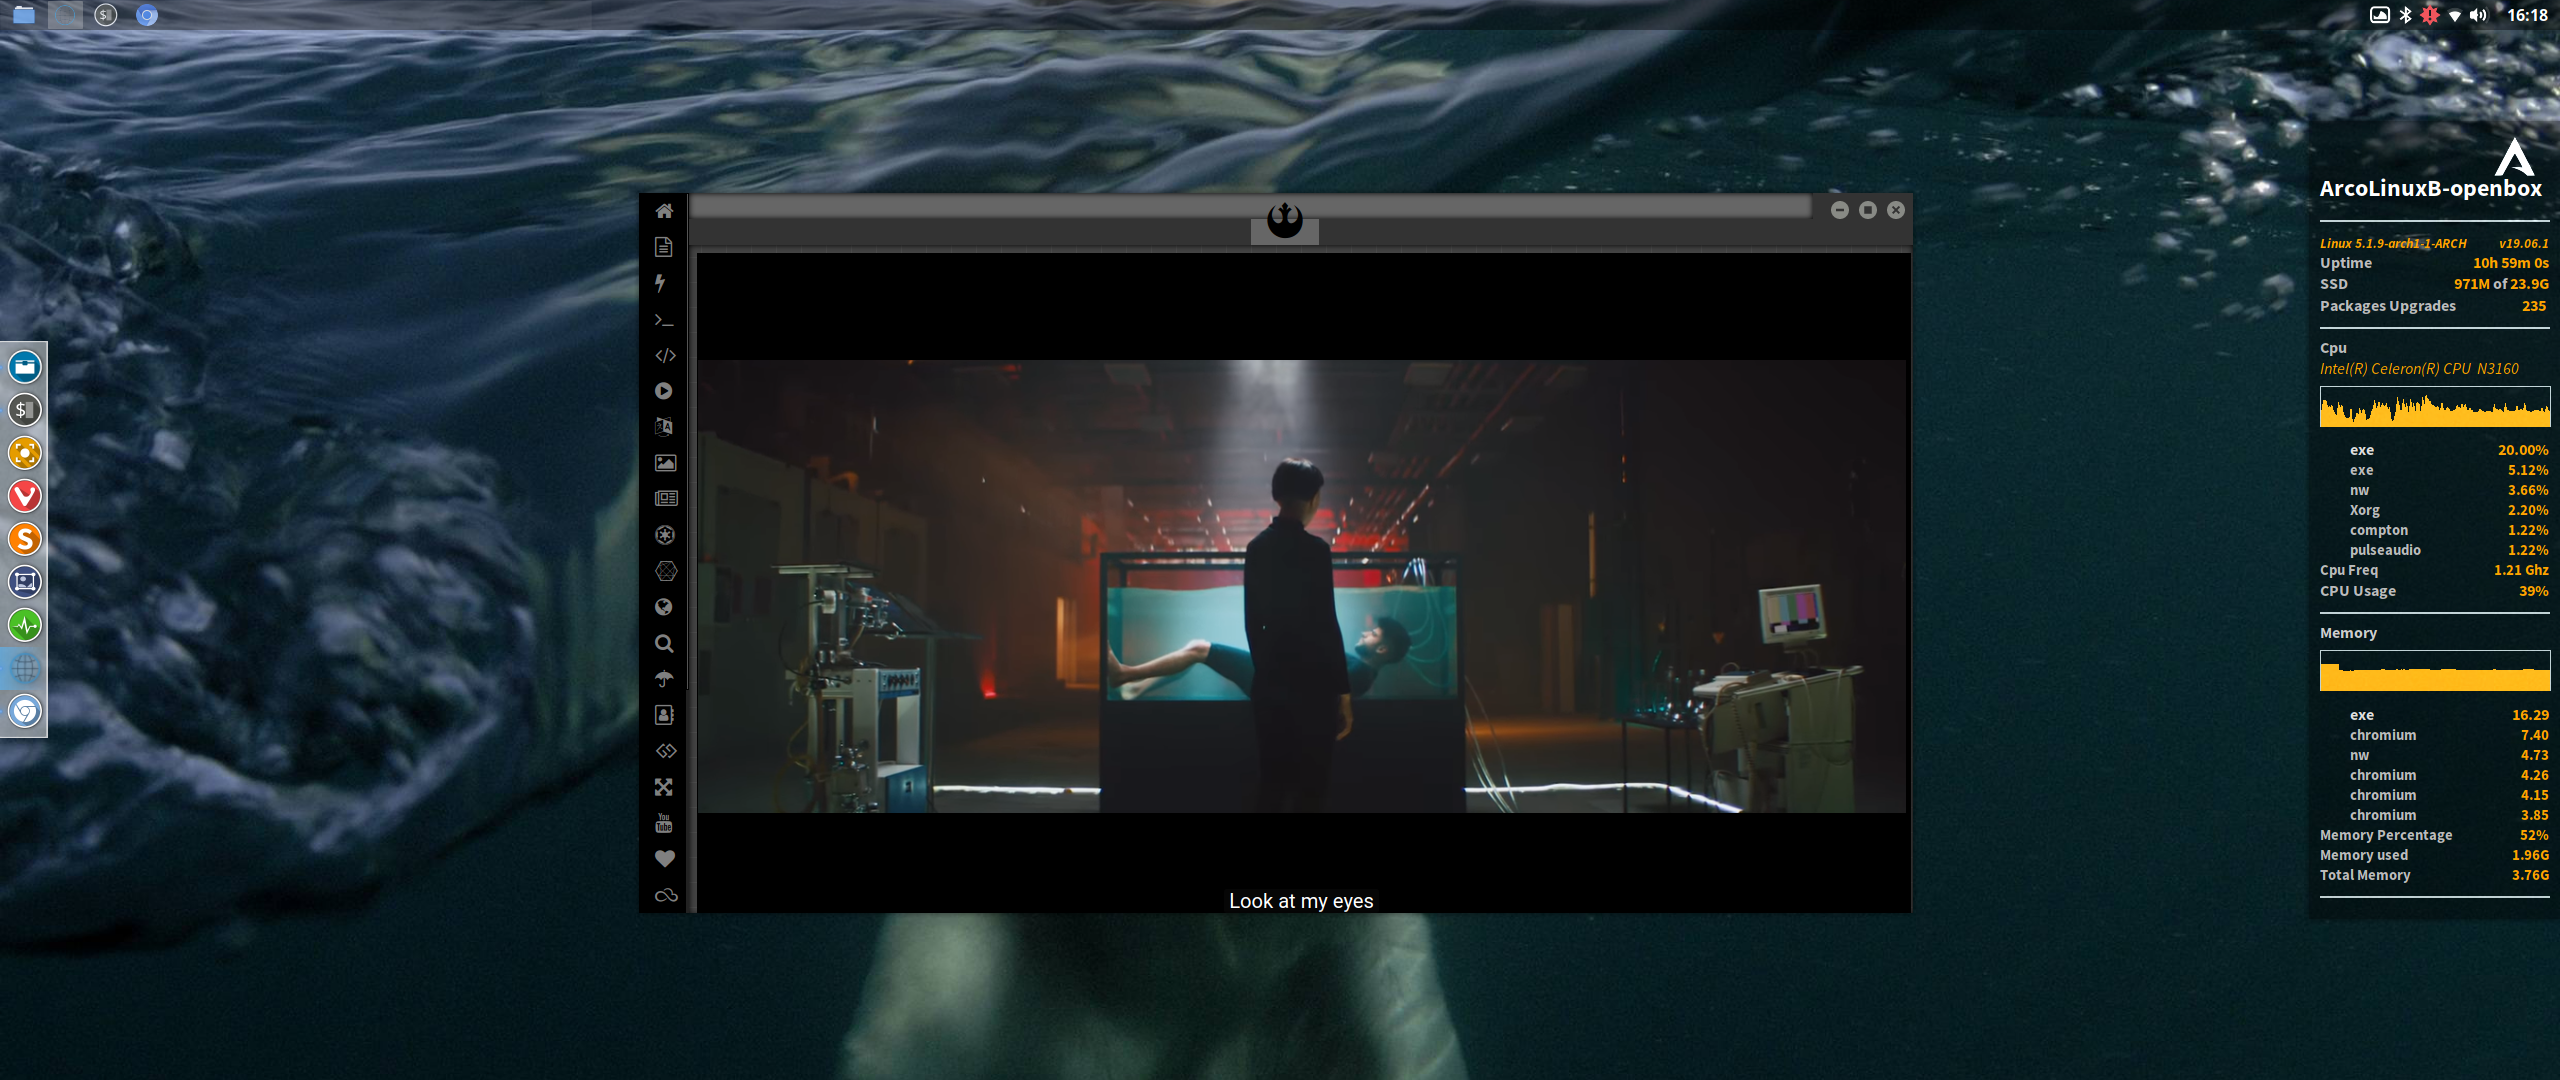 16:18
ArcoLinuxB-openbox
Linux 5.1.9-arch1-1-ARCH v19.06.1
Uptime 10h 59m 0s
SSD 971M of 23.9G
Packages Upgrades 235
Cpu
Intel(R) Celeron(R) CPU N3160
exe 20.00%
exe 5.12%
nw 3.66%
Xorg 2.20%
compton 1.22%
pulseaudio 1.22%
Cpu Freq 1.21 Ghz
CPU Usage 39%
Memory
exe 16.29
chromium 7.40
nw 4.73
chromium 4.26
chromium 4.15
chromium 3.85
Memory Percentage 52%
Memory used 1.96G
Total Memory 3.76G
You
Tube
Look at my eyes